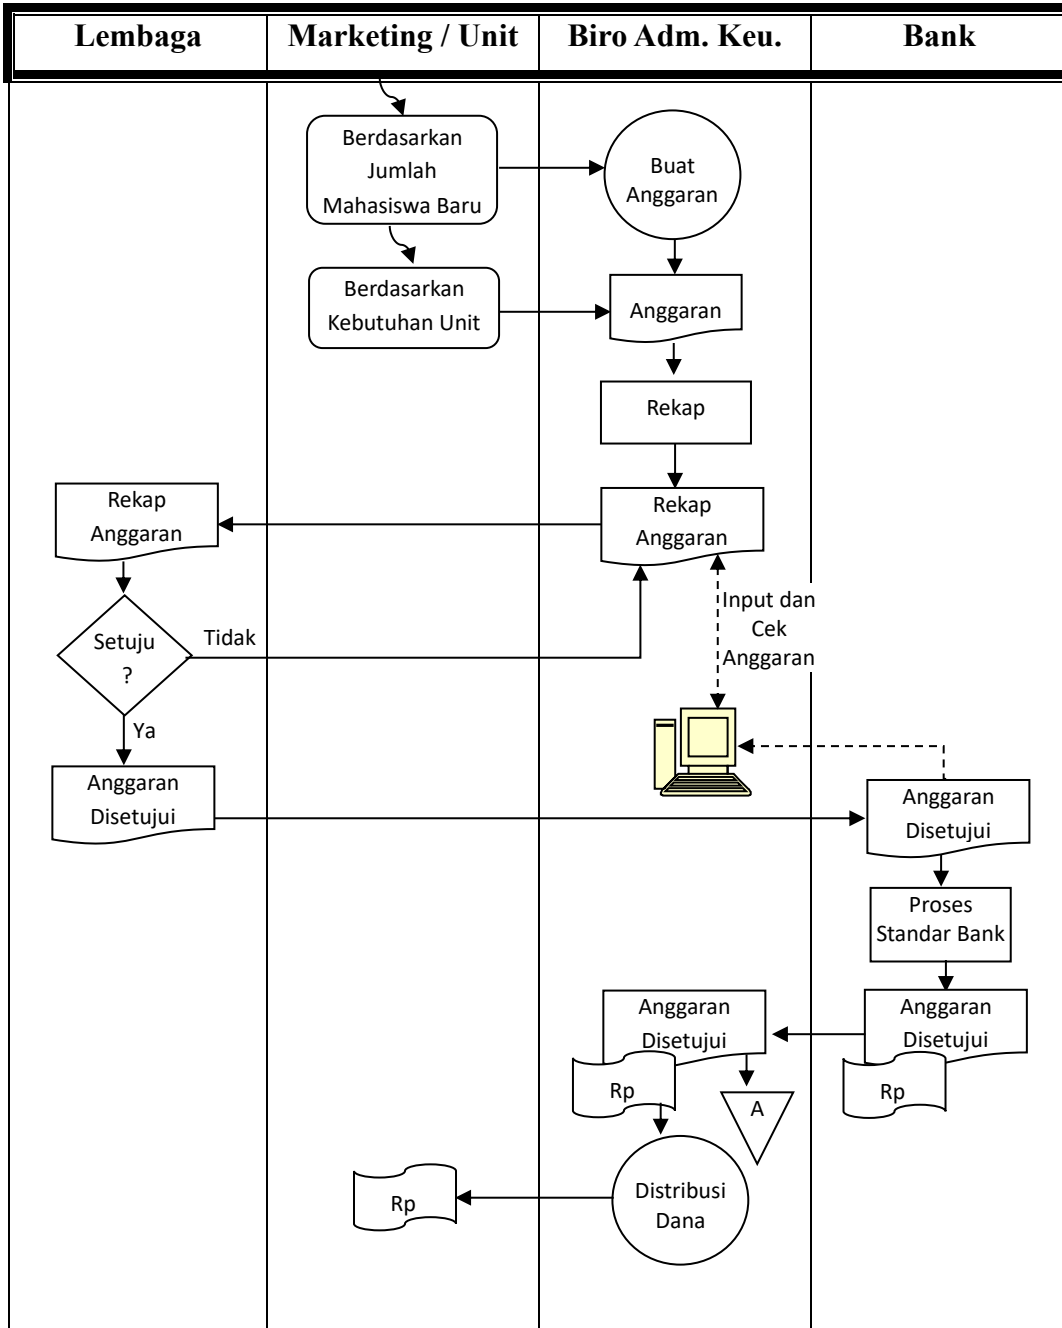 Lembaga
Marketing / Unit
Biro Adm. Keu.
Bank
Berdasarkan
Jumlah
Mahasiswa Baru
Buat
Anggaran
Berdasarkan
Kebutuhan Unit
Anggaran
Rekap
Rekap
Anggaran
Rekap
Anggaran
Setuju
?
Tidak
Ya
Input dan
Cek
Anggaran
Anggaran
Disetujui
Anggaran
Disetujui
Proses
Standar Bank
Anggaran
Disetujui
Rp
Anggaran
Disetujui
Rp
A
Distribusi
Dana
Rp